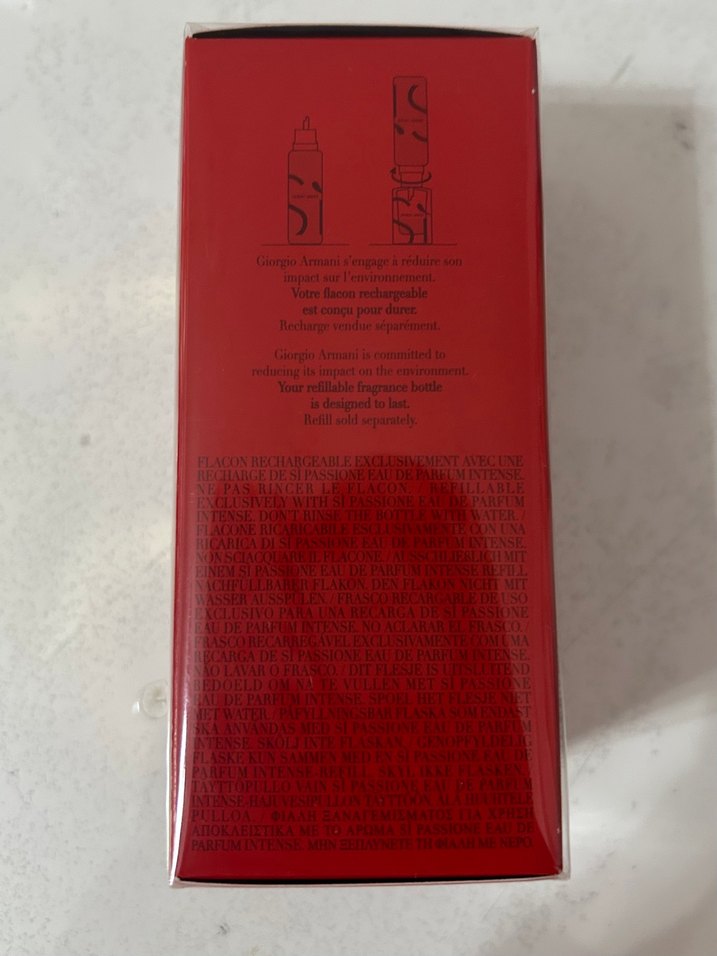 Giorgio Armani s'engage à réduire son
impact sur l'environnement.
Votre flacon rechargeable
est conçu pour durer.
Recharge vendue séparément.
Giorgio Armani is committed to
reducing its impact on the environment.
Your refillable fragrance bottle
is designed to last.
Refill sold separately.
FLACON RECHARGEABLE EXCLUSIVEMENT AVEC UNE
RECHARGE DE SÌ PASSIONE EAU DE PARFUM INTENSE.
NE PAS RINCER LE FLACON. / REFILLABLE
EXCLUSIVELY WITH SÌ PASSIONE EAU DE PARFUM
INTENSE. DON'T RINSE THE BOTTLE WITH WATER. /
FLACONE RICARICABILE ESCLUSIVAMENTE CON UNA
RICARICA DI SÌ PASSIONE EAU DE PARFUM INTENSE.
NON SCIACQUARE IL FLACONE. / AUSSCHLIEßLICH MIT
EINEM SÌ PASSIONE EAU DE PARFUM INTENSE REFILL
NACHFÜLLBARER FLAKON. DEN FLAKON NICHT MIT
WASSER AUSSPÜLEN. / FRASCO RECARGABLE DE USO
EXCLUSIVO PARA UNA RECARGA DE SÌ PASSIONE
EAU DE PARFUM INTENSE. NO ACLARAR EL FRASCO. /
FRASCO RECARREGÁVEL EXCLUSIVAMENTE COM UMA
RECARGA DE SÌ PASSIONE EAU DE PARFUM INTENSE.
NÃO LAVAR O FRASCO. / DIT FLESJE IS UITSLUITEND
BEDOELD OM NA TE VULLEN MET SÌ PASSIONE
EAU DE PARFUM INTENSE. SPOEL HET FLESJE NIET
MET WATER. / PÅFYLLNINGSBAR FLASKA SOM ENDAST
SKA ANVÄNDAS MED SÌ PASSIONE EAU DE PARFUM
INTENSE. SKÖLJ INTE FLASKAN. / GENOPFYLDELIG
FLASKE KUN SAMMEN MED EN SÌ PASSIONE EAU DE
PARFUM INTENSE REFILL. SKYL IKKE FLASKEN. /
TÄYTTÖPULLO VAIN SÌ PASSIONE EAU DE PARFUM
INTENSE-HAJUVESIPULLON TÄYTTÖÖN. ÄLÄ HUUHTELE
PULLOA. ΦΙΑΛΗ ΞΑΝΑΓΕΜΙΣΜΑΤΟΣ ΓΙΑ ΧΡΗΣΗ
ΑΠΟΚΛΕΙΣΤΙΚΑ ΜΕ ΤΟ ΑΡΩΜΑ SÌ PASSIONE EAU DE
PARFUM INTENSE. ΜΗΝ ΞΕΠΛΥΝΕΤΕ ΤΗ ΦΙΑΛΗ ΜΕ ΝΕΡΟ.